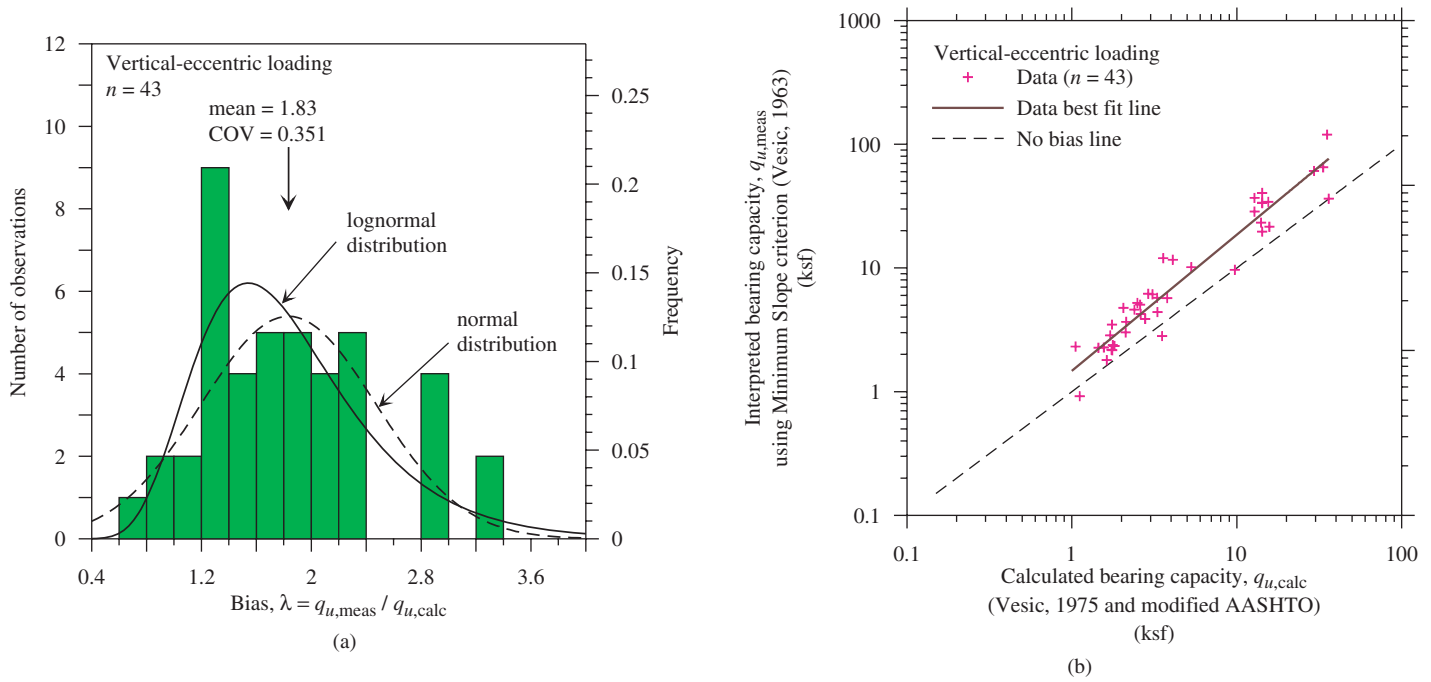 Vertical-eccentric loading
n = 43
mean = 1.83
COV = 0.351
lognormal
distribution
normal
distribution
Number of observations
12
10
8
6
4
2
0
Frequency
0.25
0.2
0.15
0.1
0.05
0
0.4
1.2
2
2.8
3.6
Bias, λ = q_{u,meas} / q_{u,calc}
(a)
Vertical-eccentric loading
Data (n = 43)
Data best fit line
No bias line
Interpreted bearing capacity, q_{u,meas}
using Minimum Slope criterion (Vesic, 1963)
(ksf)
1000
100
10
1
0.1
0.1
1
10
100
Calculated bearing capacity, q_{u,calc}
(Vesic, 1975 and modified AASHTO)
(ksf)
(b)